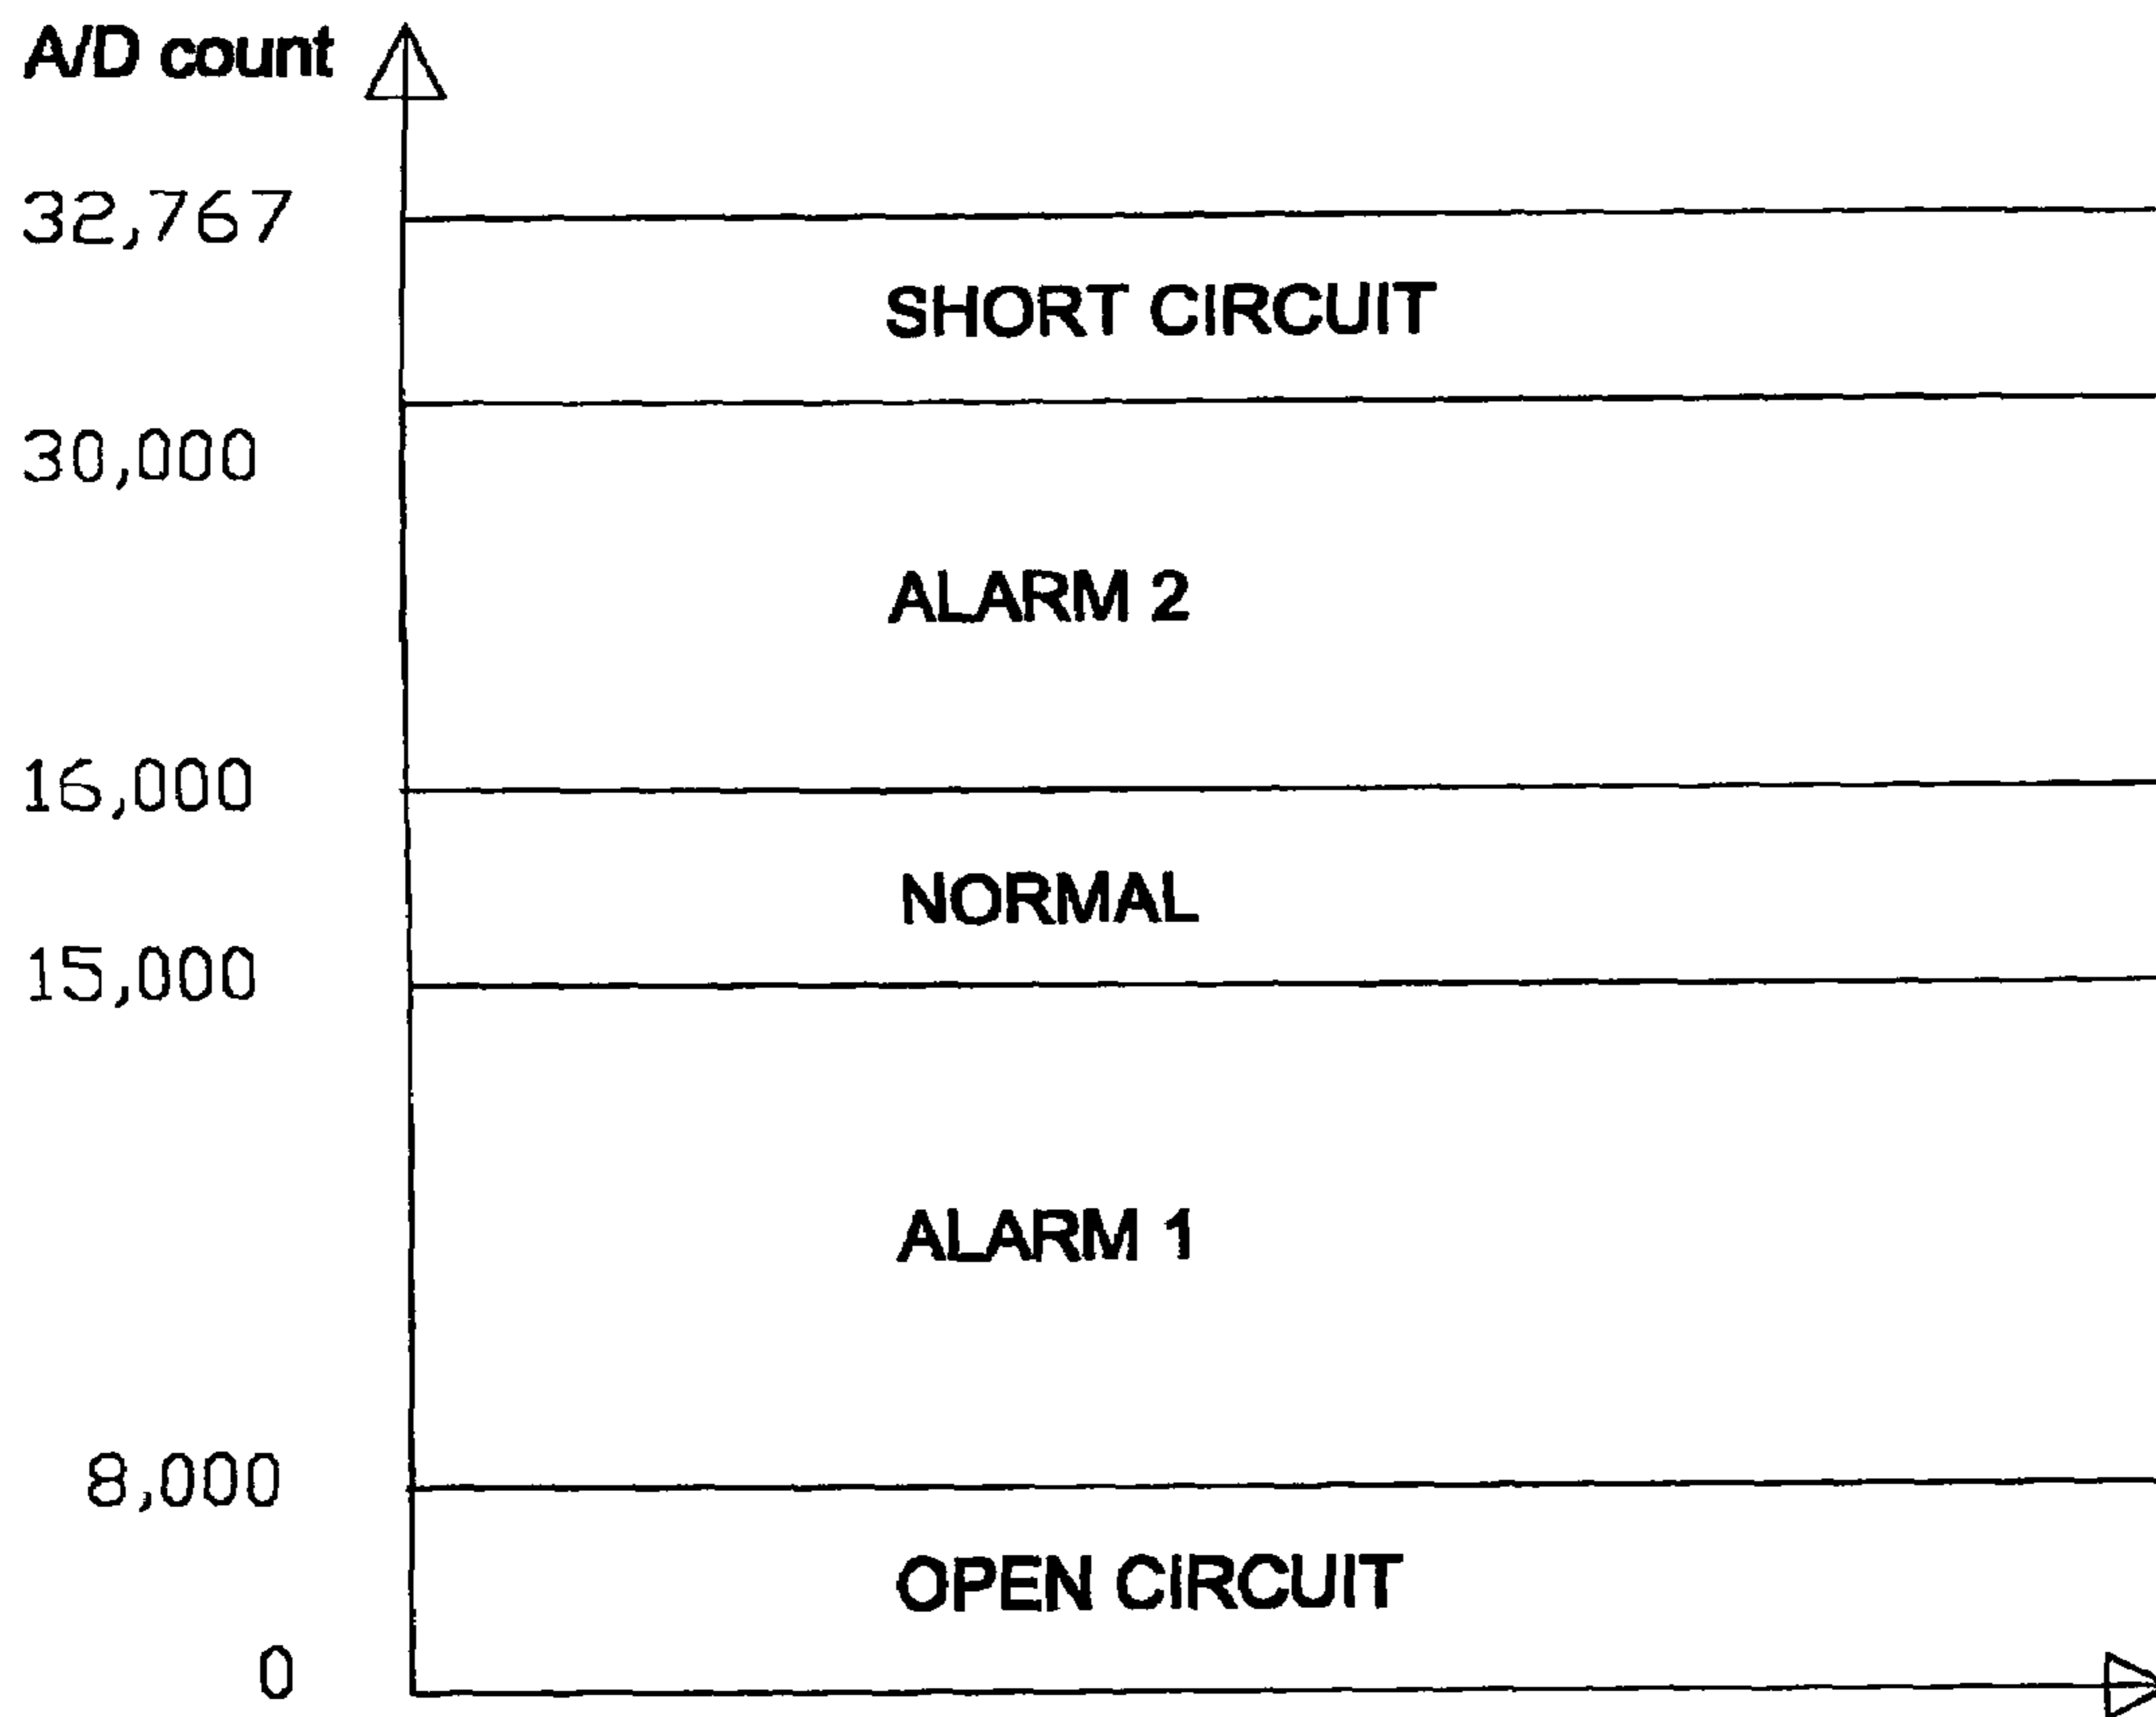 A/D count
32,767
SHORT CIRCUIT
30,000
ALARM 2
16,000
NORMAL
15,000
ALARM 1
8,000
OPEN CIRCUIT
0